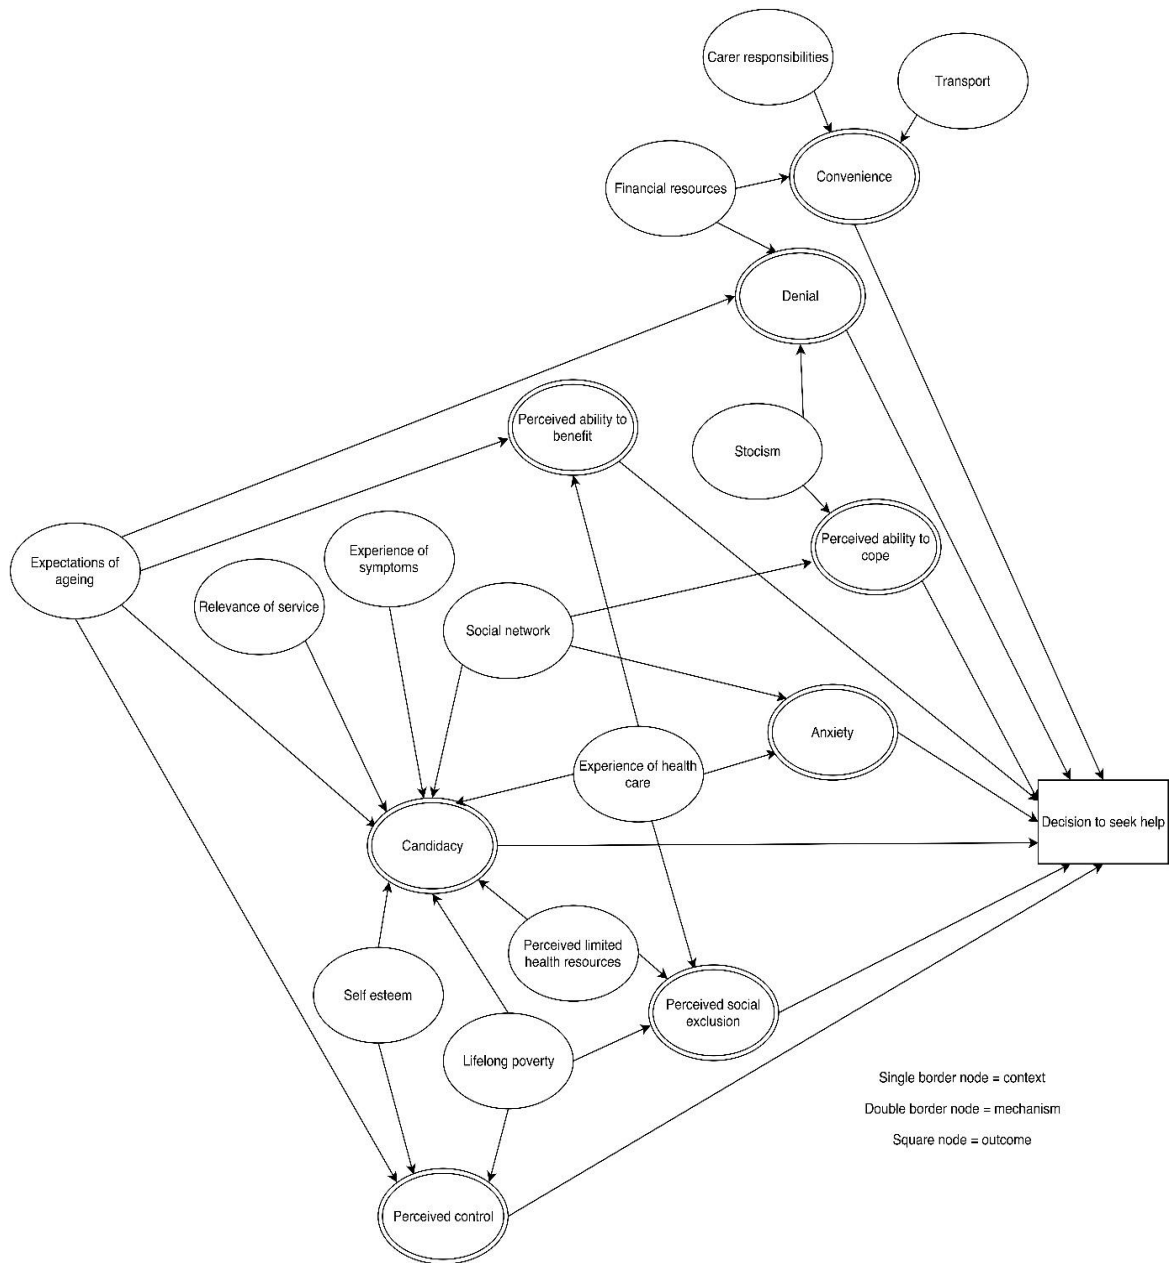 Carer responsibilities
Transport
Convenience
Financial resources
Denial
Perceived ability to
benefit
Stocism
Expectations of
ageing
Experience of
symptoms
Perceived ability to
cope
Relevance of service
Social network
Anxiety
Experience of health
care
Decision to seek help
Candidacy
Perceived limited
health resources
Self esteem
Perceived social
exclusion
Lifelong poverty
Perceived control
Single border node = context
Double border node = mechanism
Square node = outcome